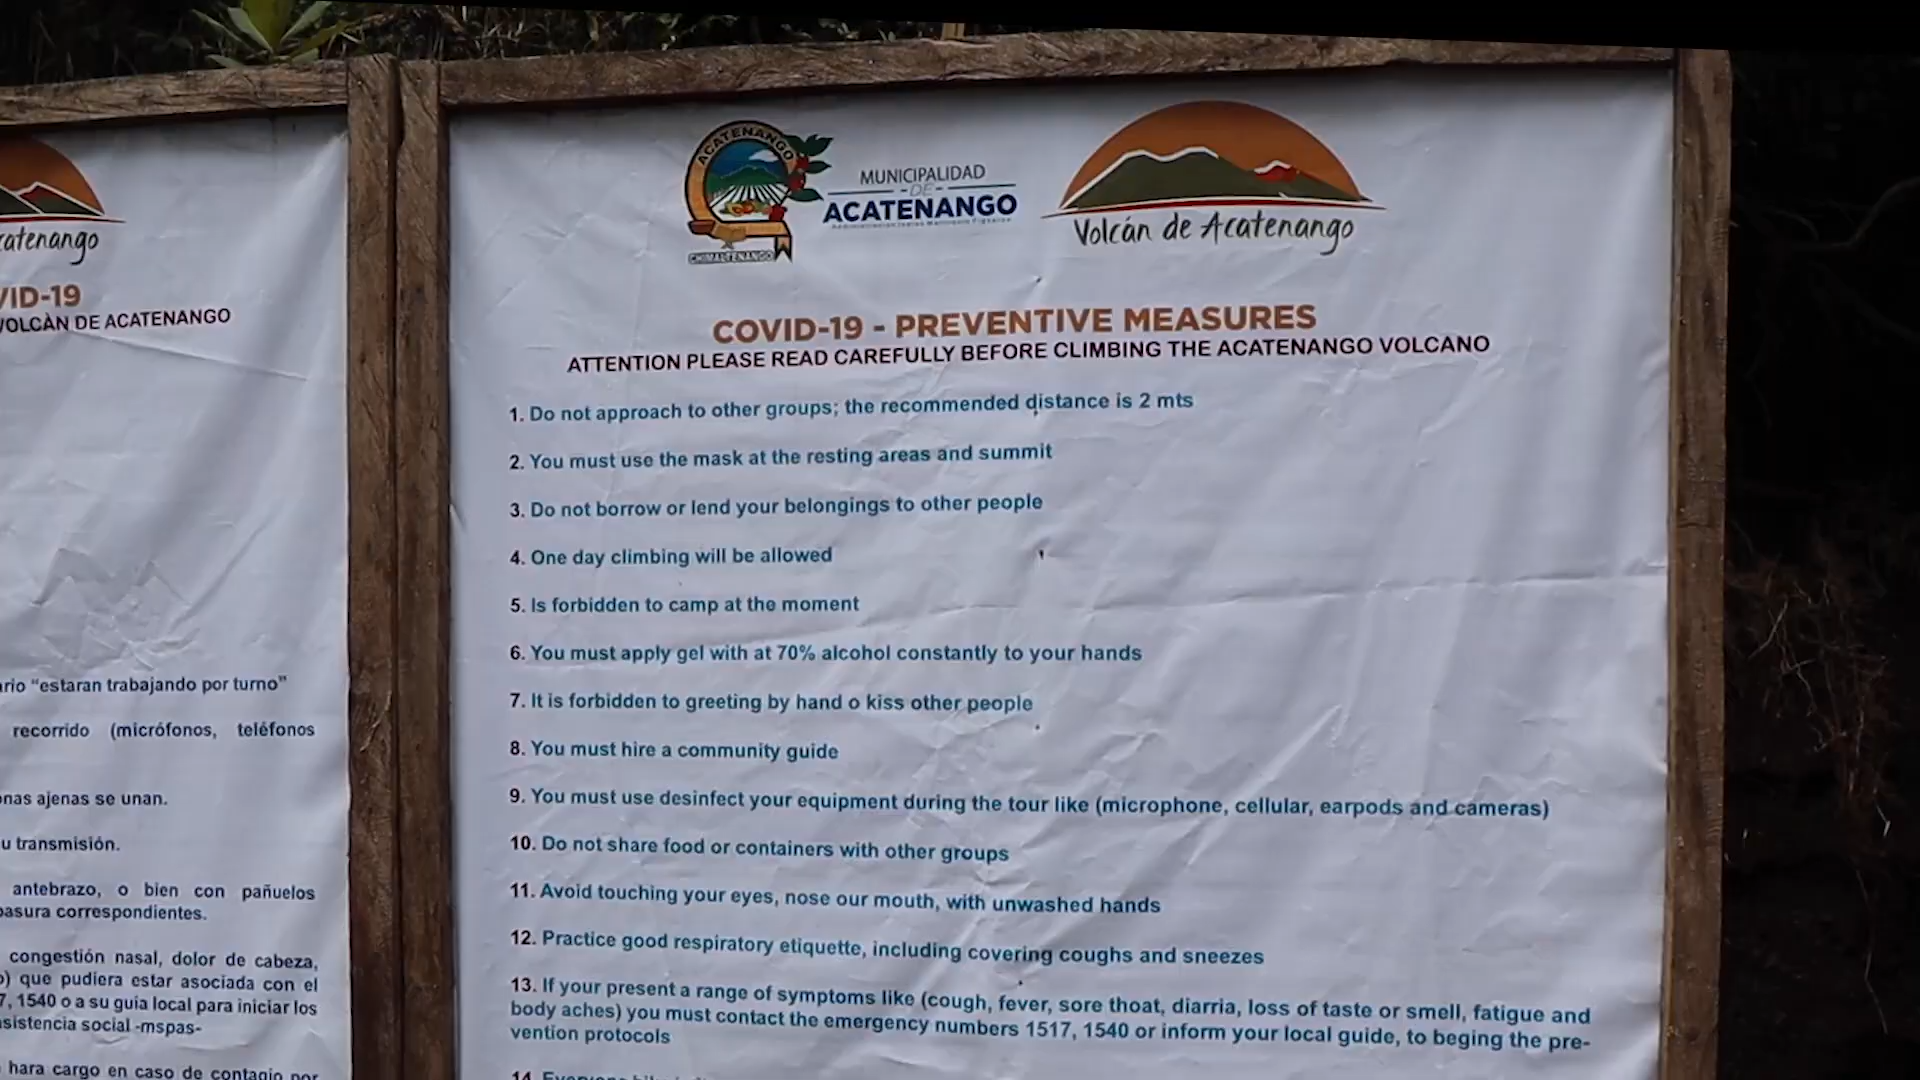 catenango
VID-19
VOLCÀN DE ACATENANGO
ario “estaran trabajando por turno”
recorrido (micrófonos, teléfonos
onas ajenas se unan.
u transmisión.
antebrazo, o bien con pañuelos
basura correspondientes.
congestión nasal, dolor de cabeza,
o) que pudiera estar asociada con el
7, 1540 o a su guia local para iniciar los
asistencia social -mspas-
hara cargo en caso de contagio por
ACATENANGO
CHIMALTENANGO
MUNICIPALIDAD
DE
ACATENANGO
Volcán de Acatenango
COVID-19 - PREVENTIVE MEASURES
ATTENTION PLEASE READ CAREFULLY BEFORE CLIMBING THE ACATENANGO VOLCANO
1. Do not approach to other groups; the recommended distance is 2 mts
2. You must use the mask at the resting areas and summit
3. Do not borrow or lend your belongings to other people
4. One day climbing will be allowed
5. Is forbidden to camp at the moment
6. You must apply gel with at 70% alcohol constantly to your hands
7. It is forbidden to greeting by hand o kiss other people
8. You must hire a community guide
9. You must use desinfect your equipment during the tour like (microphone, cellular, earpods and cameras)
10. Do not share food or containers with other groups
11. Avoid touching your eyes, nose our mouth, with unwashed hands
12. Practice good respiratory etiquette, including covering coughs and sneezes
13. If your present a range of symptoms like (cough, fever, sore thoat, diarria, loss of taste or smell, fatigue and
body aches) you must contact the emergency numbers 1517, 1540 or inform your local guide, to beging the pre-
vention protocols
14. Everyone